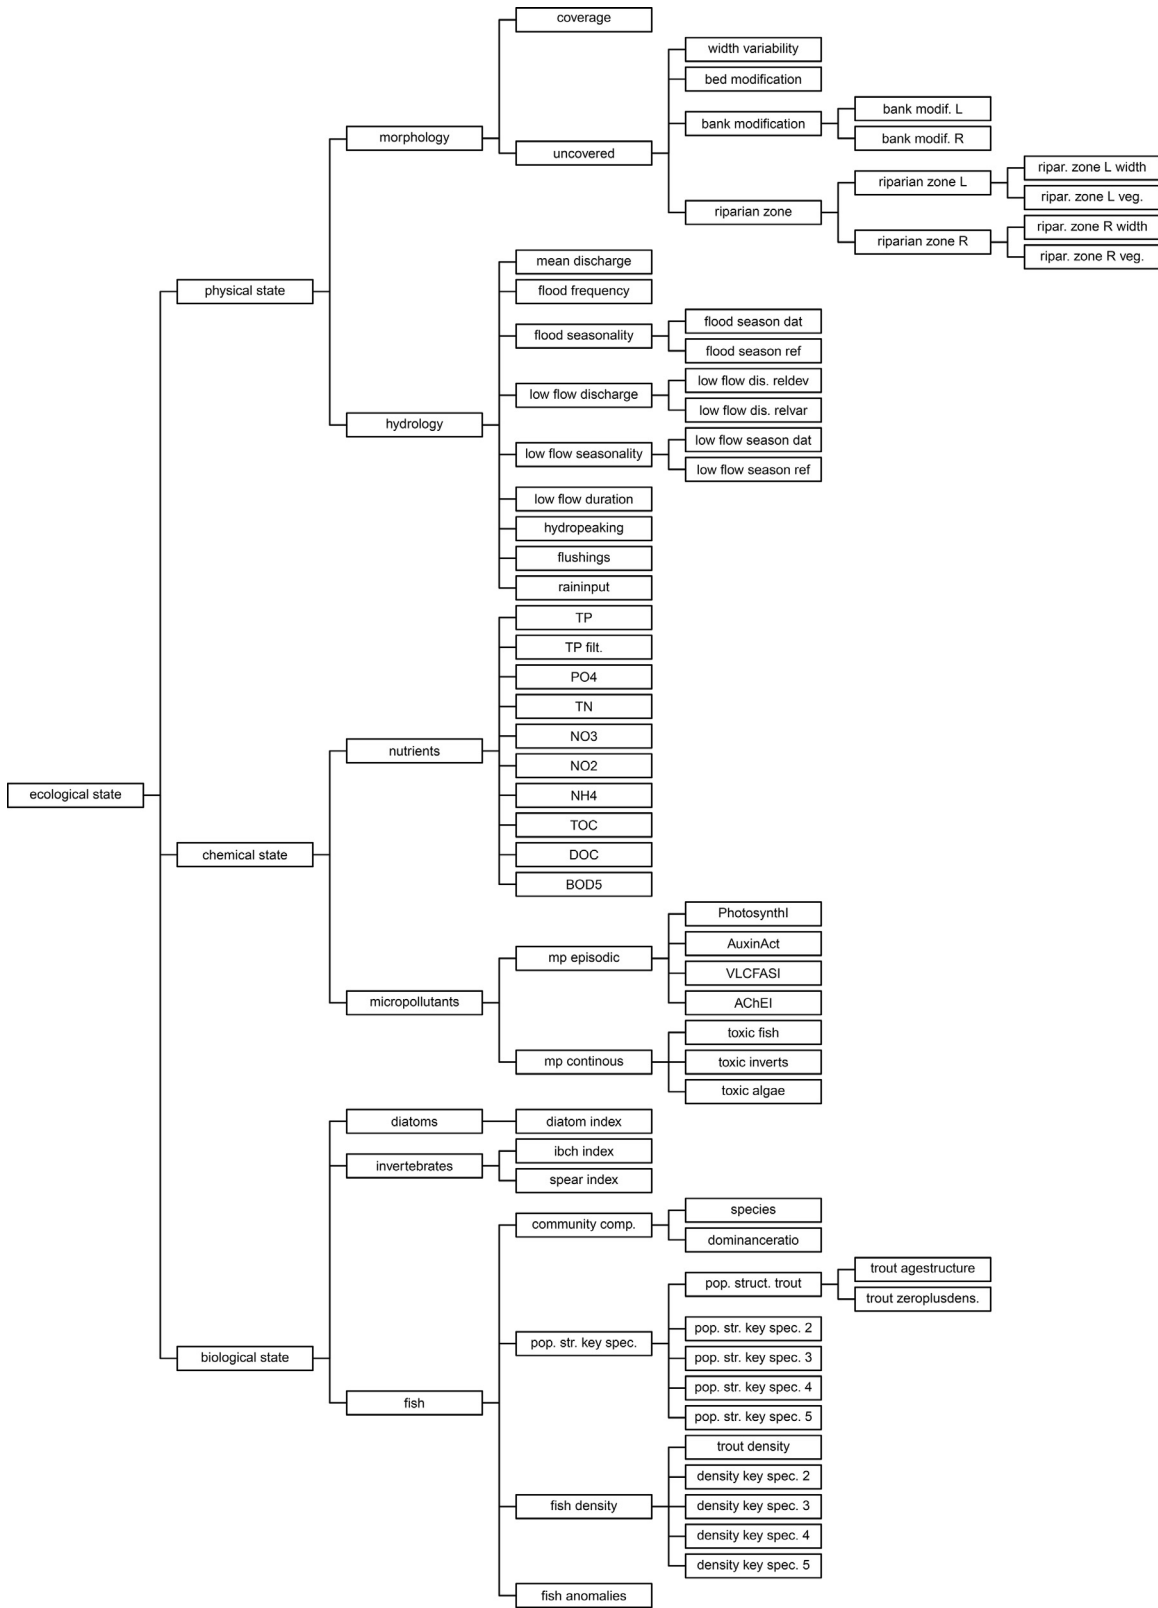 coverage
width variability
bed modification
bank modif. L
bank modification
morphology
bank modif. R
uncovered
ripar. zone L width
riparian zone L
ripar. zone L veg.
riparian zone
ripar. zone R width
riparian zone R
ripar. zone R veg.
mean discharge
physical state
flood frequency
flood season dat
flood seasonality
flood season ref
low flow dis. reldev
low flow discharge
low flow dis. relvar
hydrology
low flow season dat
low flow seasonality
low flow season ref
low flow duration
hydropeaking
flushings
raininput
TP
TP filt.
PO4
TN
NO3
nutrients
NO2
ecological state
NH4
TOC
chemical state
DOC
BOD5
PhotosynthI
AuxinAct
mp episodic
VLCFASI
micropollutants
AChEI
toxic fish
mp continous
toxic inverts
toxic algae
diatoms
diatom index
ibch index
invertebrates
spear index
species
community comp.
dominanceratio
trout agestructure
pop. struct. trout
trout zeroplusdens.
pop. str. key spec. 2
pop. str. key spec.
biological state
pop. str. key spec. 3
pop. str. key spec. 4
fish
pop. str. key spec. 5
trout density
density key spec. 2
fish density
density key spec. 3
density key spec. 4
density key spec. 5
fish anomalies